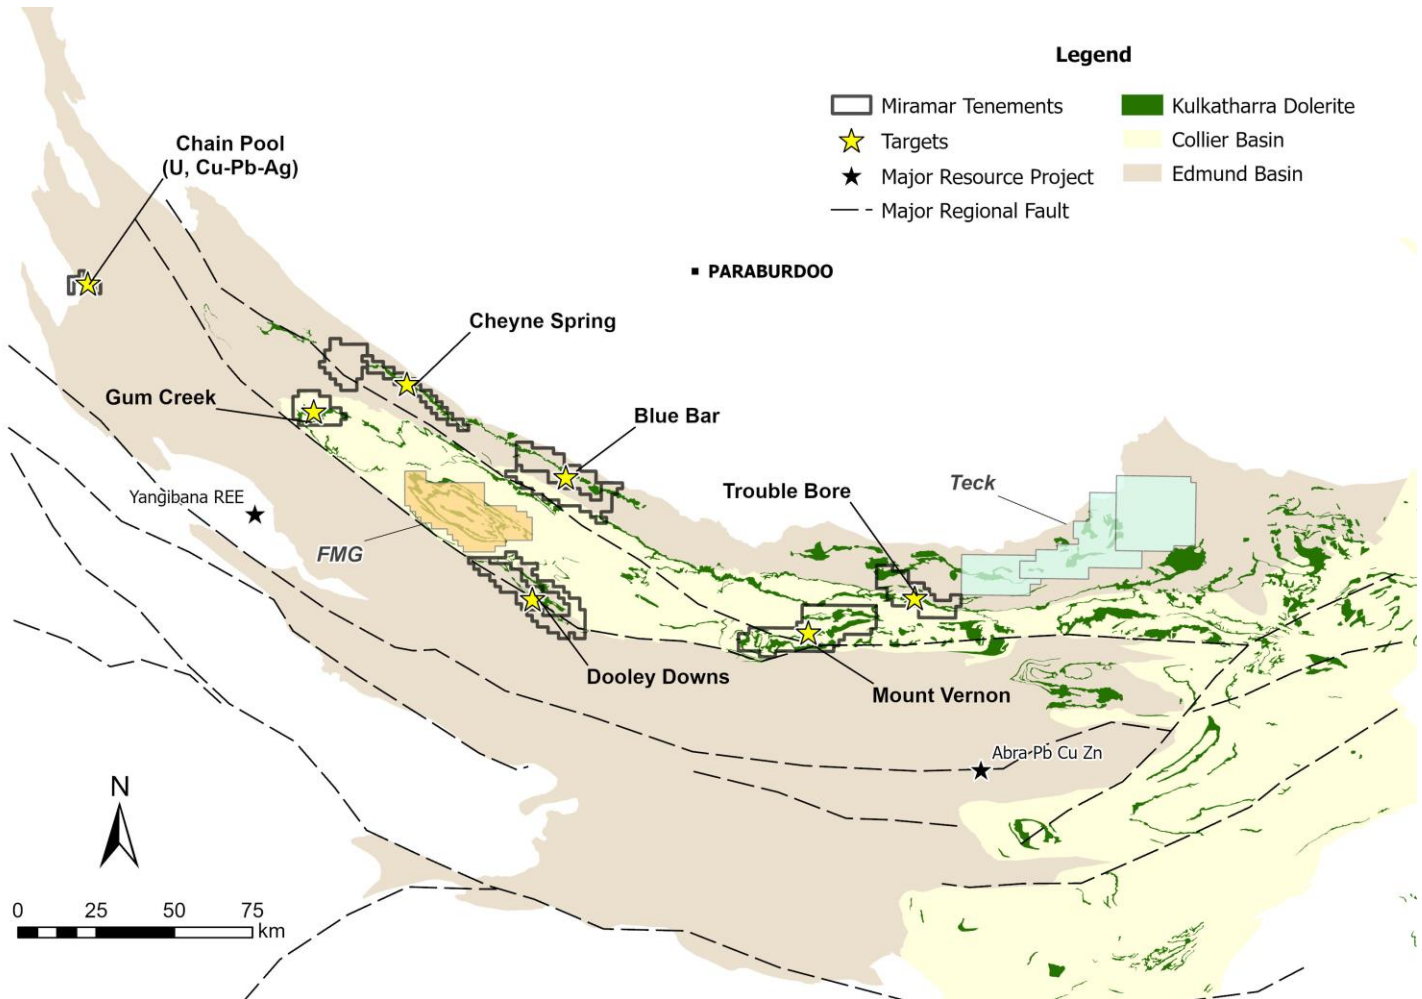 Legend
Miramar Tenements
Kulkatharra Dolerite
Targets
Collier Basin
Major Resource Project
Edmund Basin
Major Regional Fault
Chain Pool
(U, Cu-Pb-Ag)
PARABURDOO
Cheyne Spring
Gum Creek
Blue Bar
Trouble Bore
Teck
Yangibana REE
FMG
Dooley Downs
Mount Vernon
Abra Pb Cu Zn
N
0 25 50 75
km